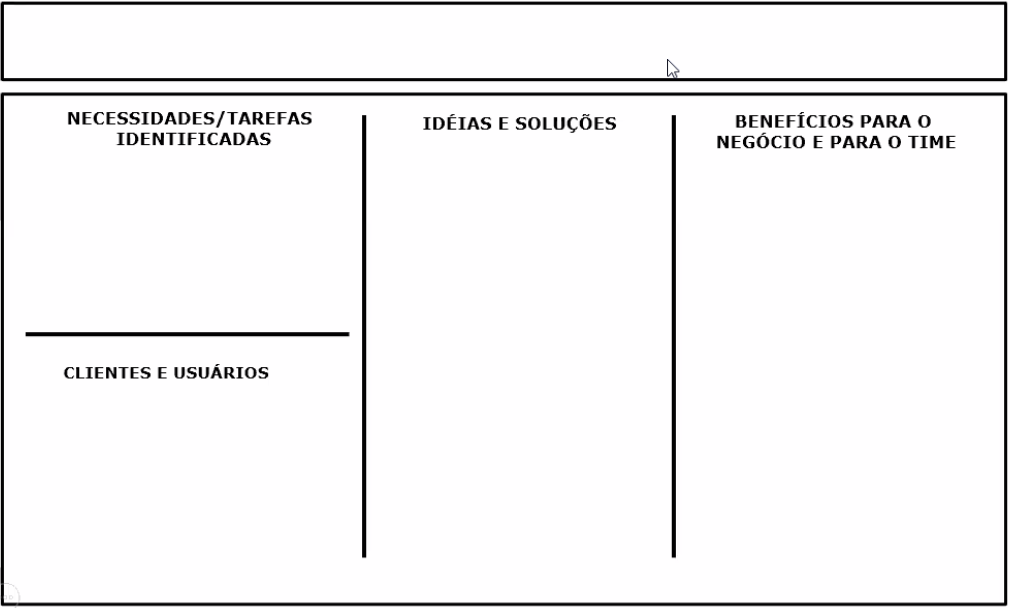 NECESSIDADES/TAREFAS
IDENTIFICADAS
CLIENTES E USUÁRIOS
IDÉIAS E SOLUÇÕES
BENEFÍCIOS PARA O
NEGÓCIO E PARA O TIME